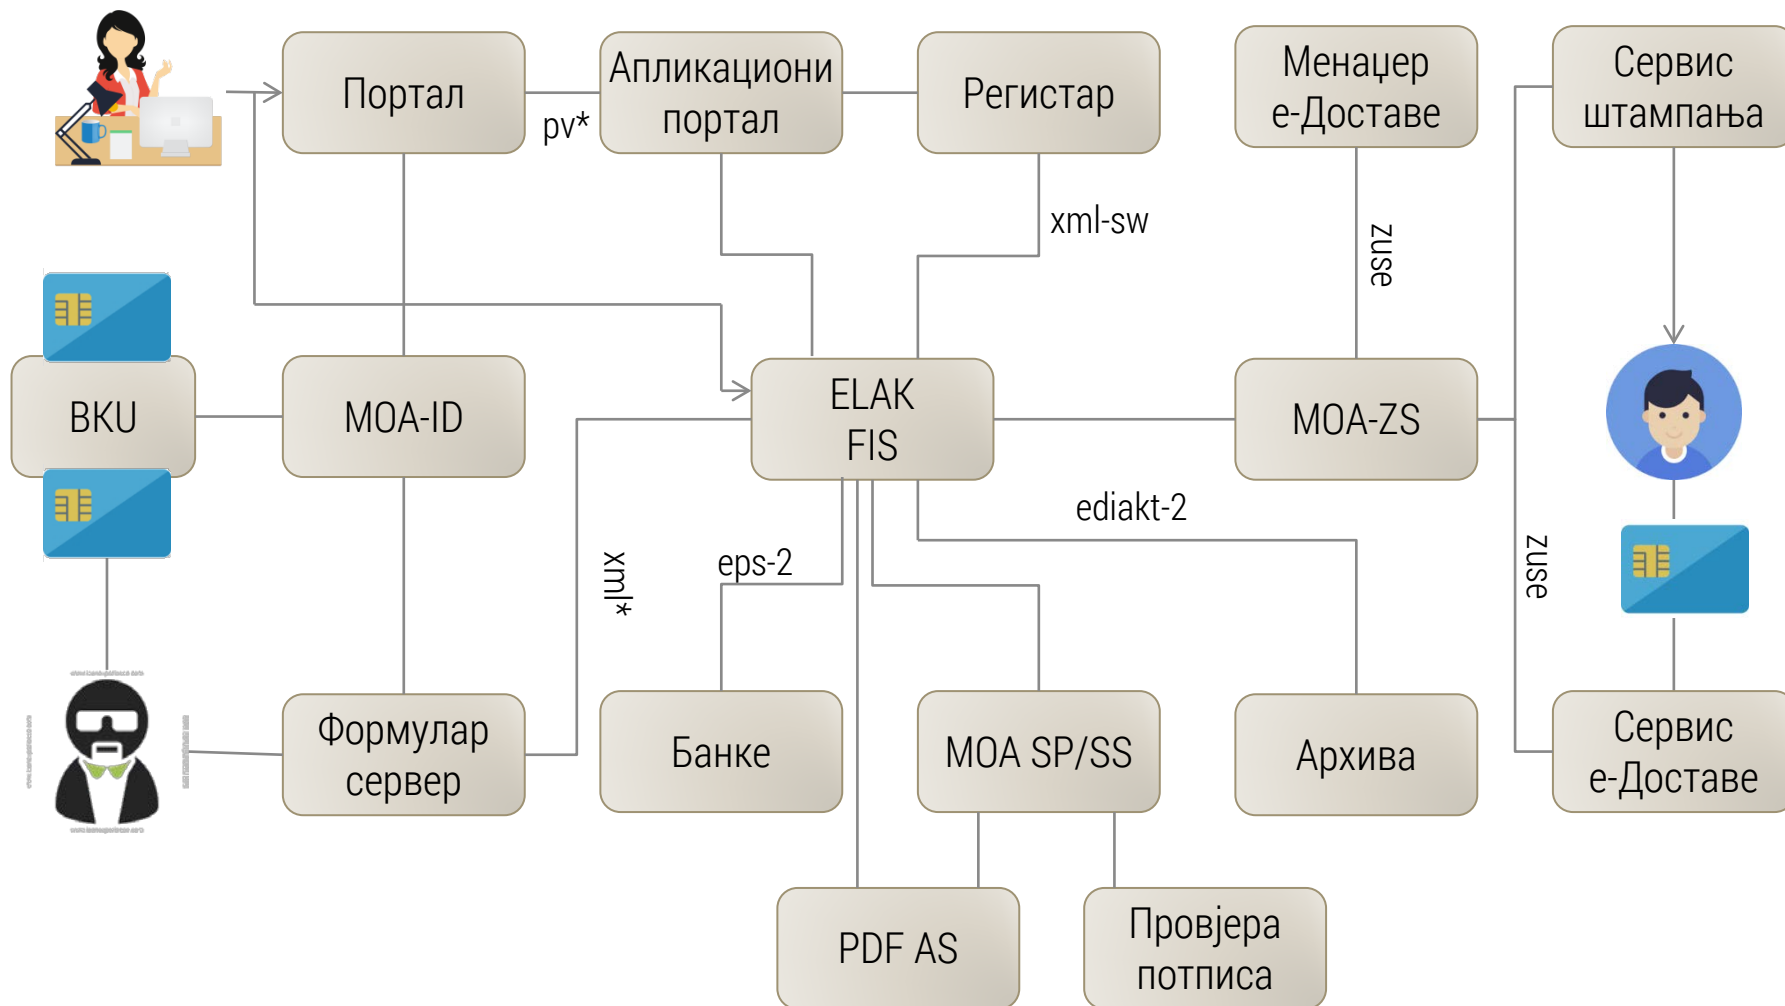 Портал
pv*
Апликациони
портал
Регистар
Менаџер
е-Доставе
Сервис
штампања
xml-sw
zuse
BKU
MOA-ID
ELAK
FIS
MOA-ZS
ediakt-2
eps-2
xml*
zuse
Формулар
сервер
Банке
MOA SP/SS
Архива
Сервис
е-Доставе
PDF AS
Провјера
потписа